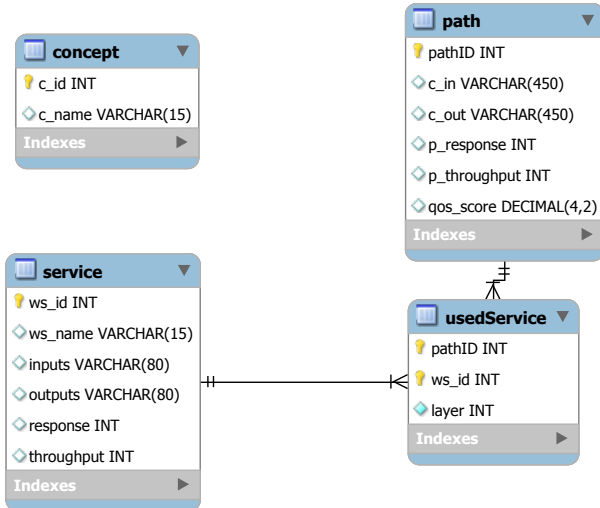 concept
c_id INT
c_name VARCHAR(15)
Indexes
path
pathID INT
c_in VARCHAR(450)
c_out VARCHAR(450)
p_response INT
p_throughput INT
qos_score DECIMAL(4,2)
Indexes
service
ws_id INT
ws_name VARCHAR(15)
inputs VARCHAR(80)
outputs VARCHAR(80)
response INT
throughput INT
Indexes
usedService
pathID INT
ws_id INT
layer INT
Indexes